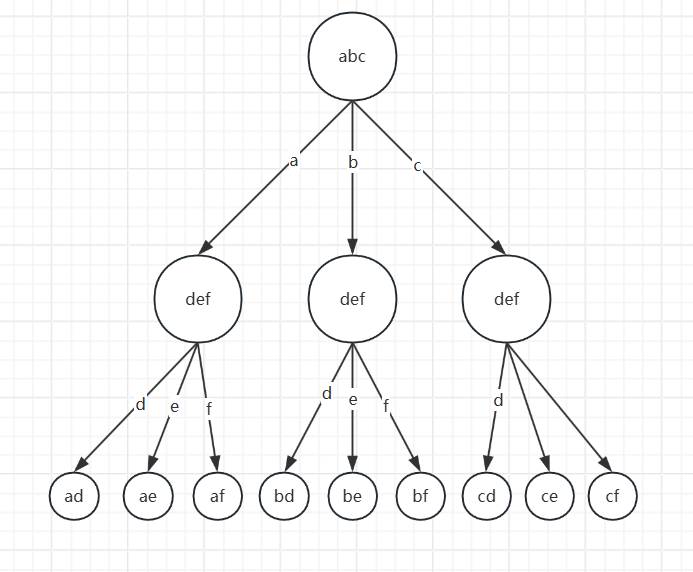 abc
a b c
def def def
d e f d e f d
ad ae af bd be bf cd ce cf